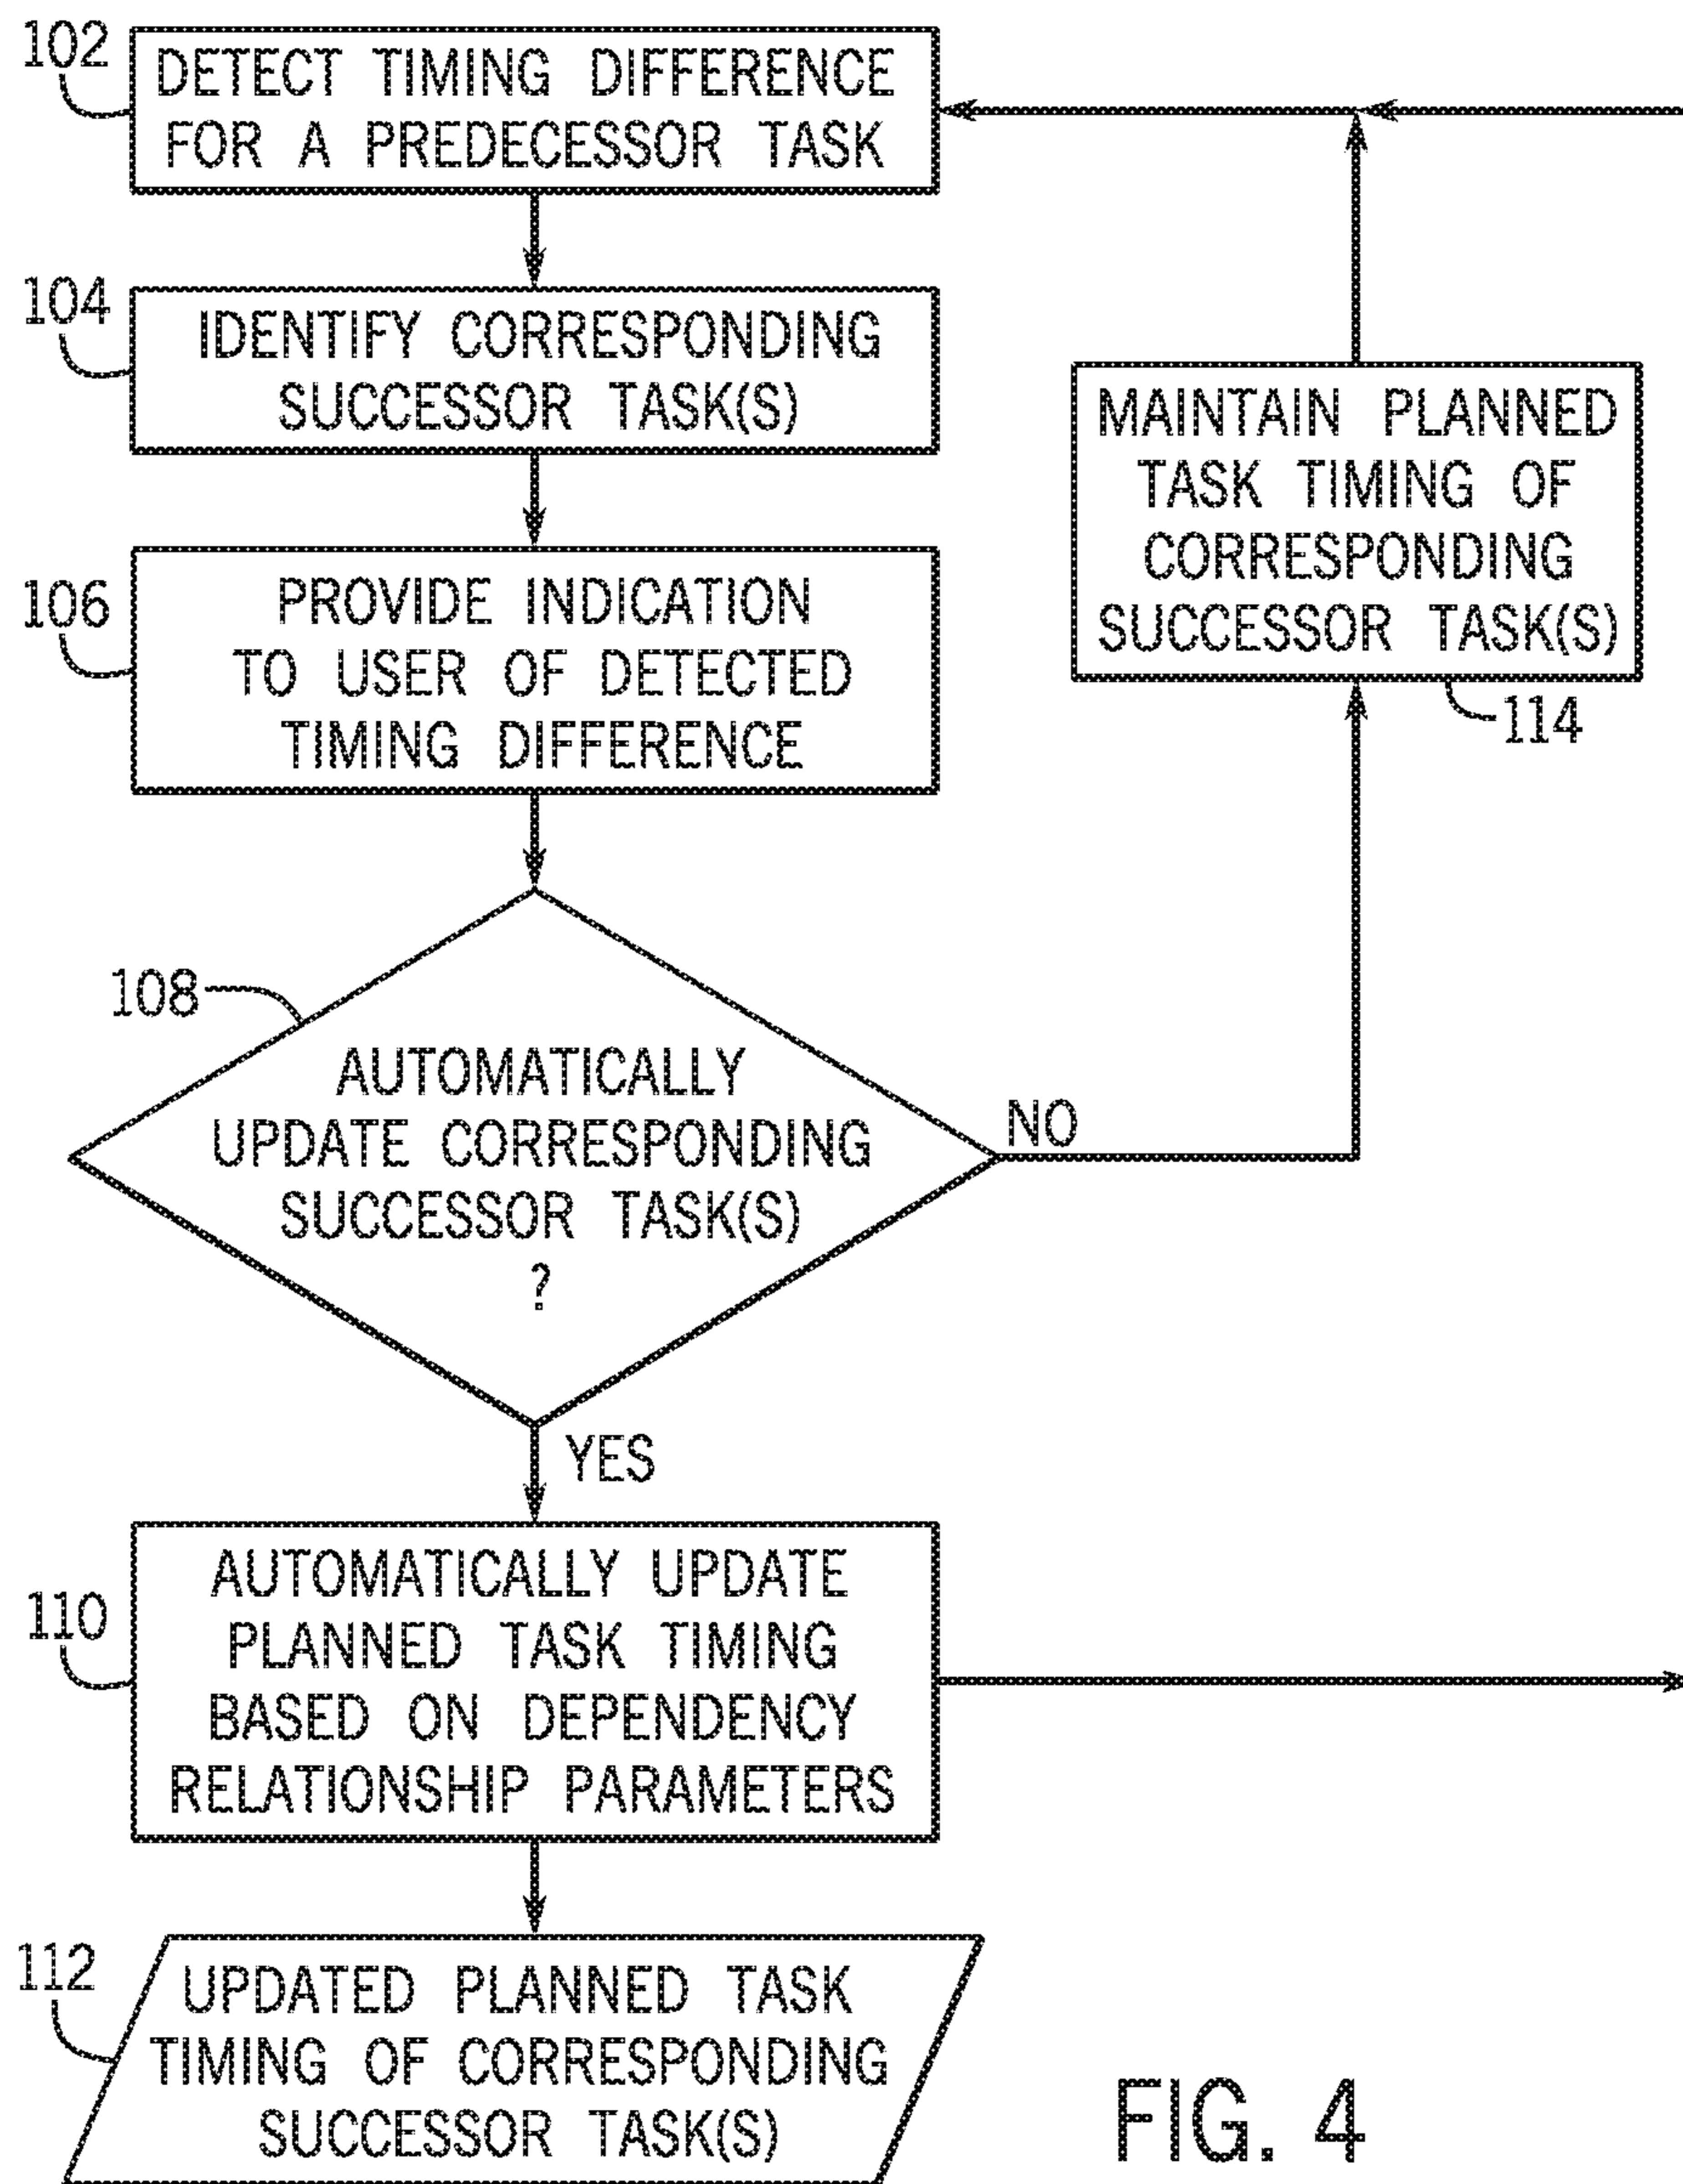 102
DETECT TIMING DIFFERENCE
FOR A PREDECESSOR TASK
104
IDENTIFY CORRESPONDING
SUCCESSOR TASK(S)
106
PROVIDE INDICATION
TO USER OF DETECTED
TIMING DIFFERENCE
MAINTAIN PLANNED
TASK TIMING OF
CORRESPONDING
SUCCESSOR TASK(S)
114
108
AUTOMATICALLY
UPDATE CORRESPONDING
SUCCESSOR TASK(S)
?
NO
YES
110
AUTOMATICALLY UPDATE
PLANNED TASK TIMING
BASED ON DEPENDENCY
RELATIONSHIP PARAMETERS
112
UPDATED PLANNED TASK
TIMING OF CORRESPONDING
SUCCESSOR TASK(S)
FIG. 4